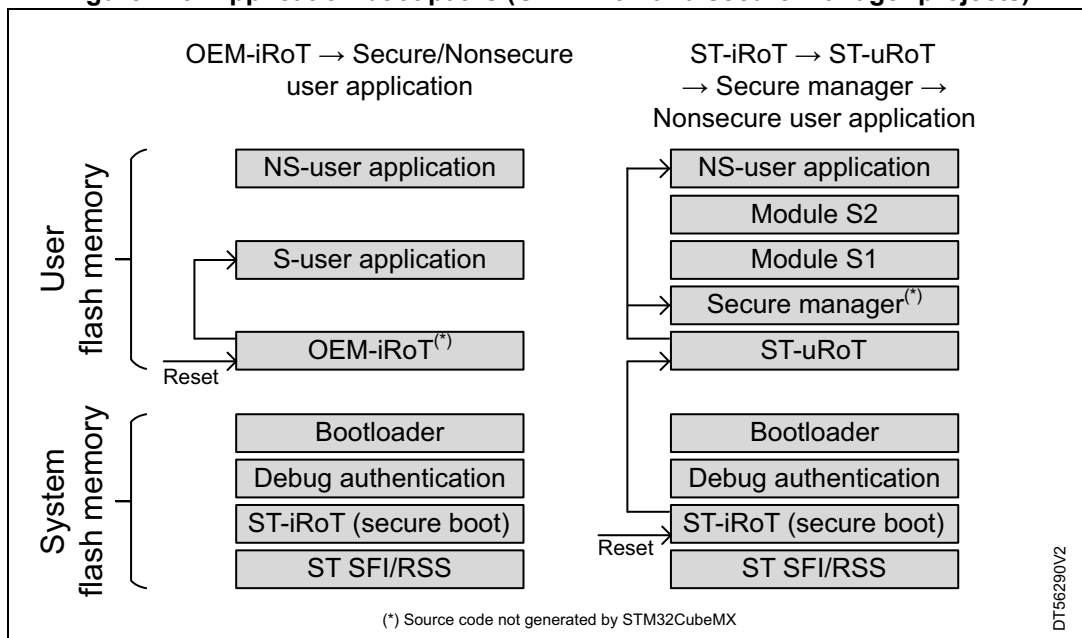 OEM-iRoT → Secure/Nonsecure
user application
ST-iRoT → ST-uRoT
→ Secure manager →
Nonsecure user application
User
flash memory
NS-user application
S-user application
OEM-iRoT(*)
Reset
NS-user application
Module S2
Module S1
Secure manager(*)
ST-uRoT
System
flash memory
Bootloader
Debug authentication
ST-iRoT (secure boot)
ST SFI/RSS
Bootloader
Debug authentication
ST-iRoT (secure boot)
Reset
ST SFI/RSS
(*) Source code not generated by STM32CubeMX
DT56290V2